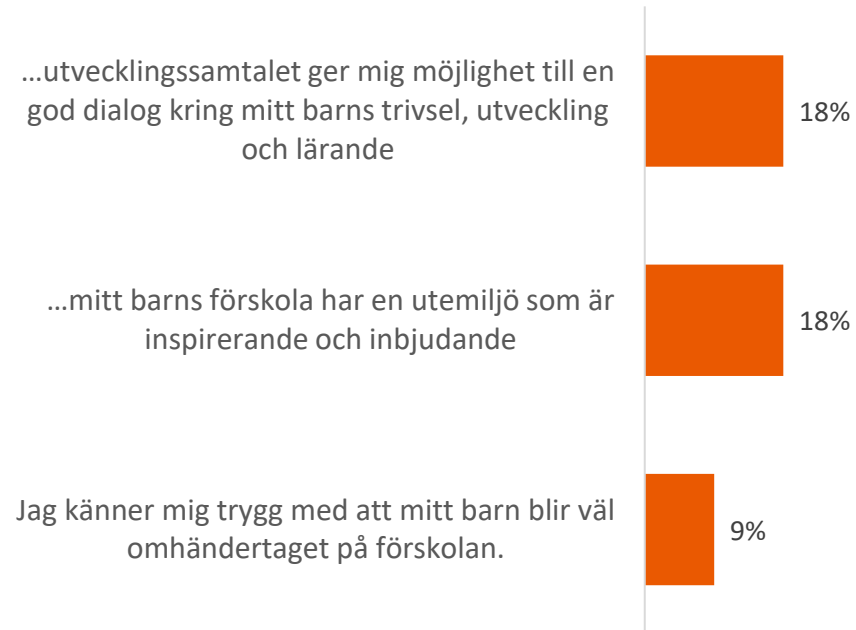 …utvecklingssamtalet ger mig möjlighet till en
god dialog kring mitt barns trivsel, utveckling
och lärande
18%
…mitt barns förskola har en utemiljö som är
inspirerande och inbjudande
18%
Jag känner mig trygg med att mitt barn blir väl
omhändertaget på förskolan.
9%